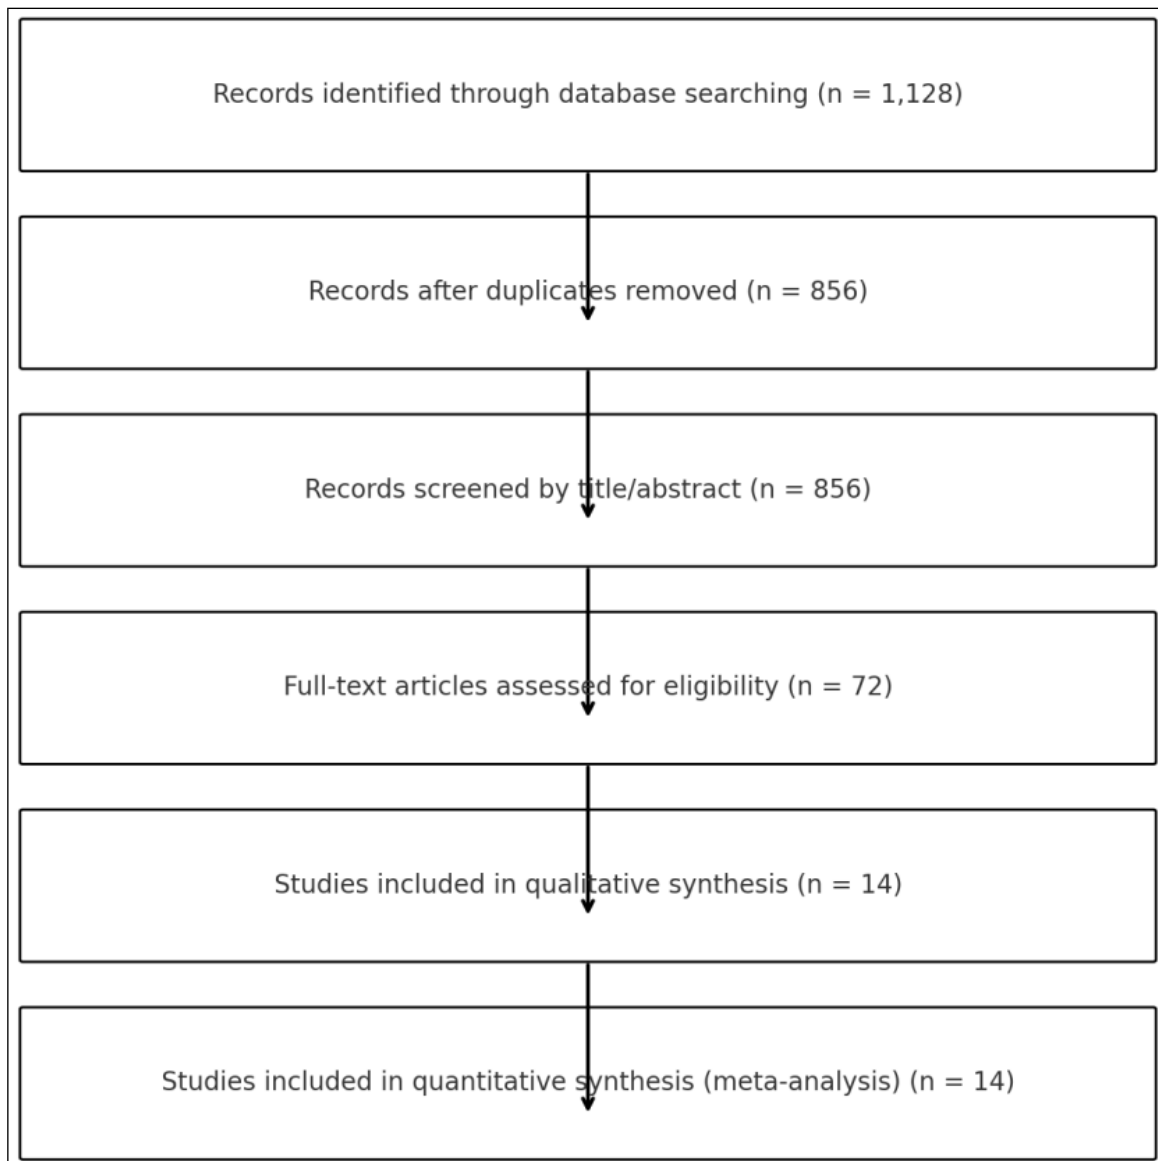 Records identified through database searching (n = 1,128)
Records after duplicates removed (n = 856)
Records screened by title/abstract (n = 856)
Full-text articles assessed for eligibility (n = 72)
Studies included in qualitative synthesis (n = 14)
Studies included in quantitative synthesis (meta-analysis) (n = 14)